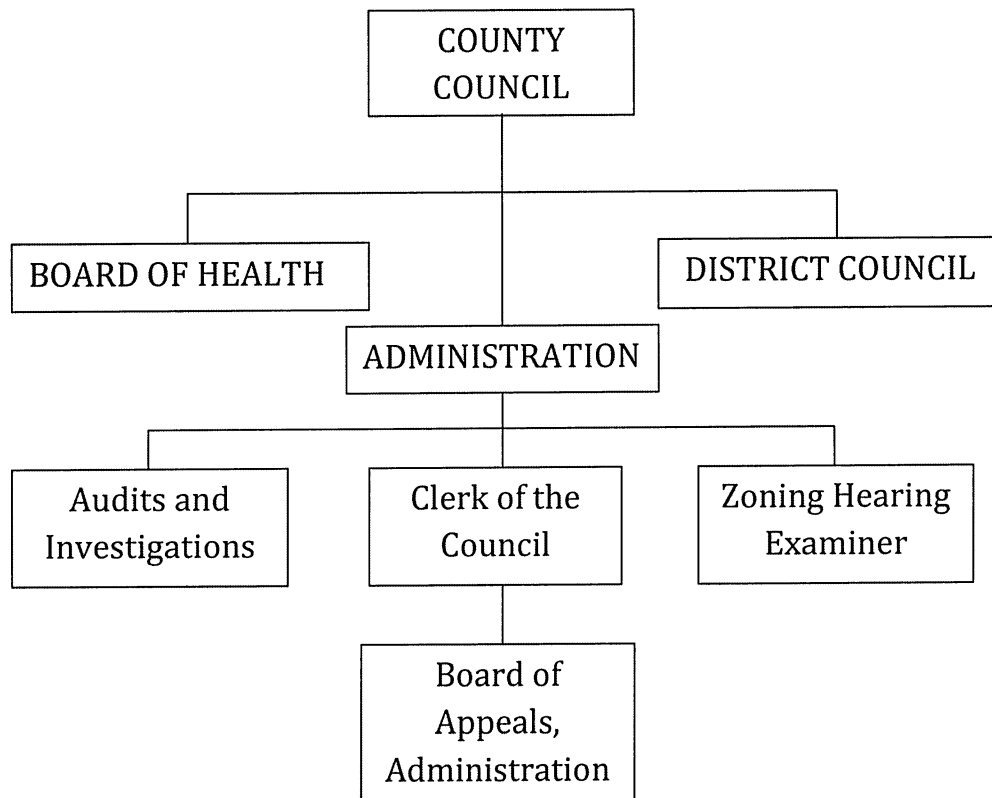 COUNTY
COUNCIL
BOARD OF HEALTH
DISTRICT COUNCIL
ADMINISTRATION
Audits and
Investigations
Clerk of the
Council
Zoning Hearing
Examiner
Board of
Appeals,
Administration